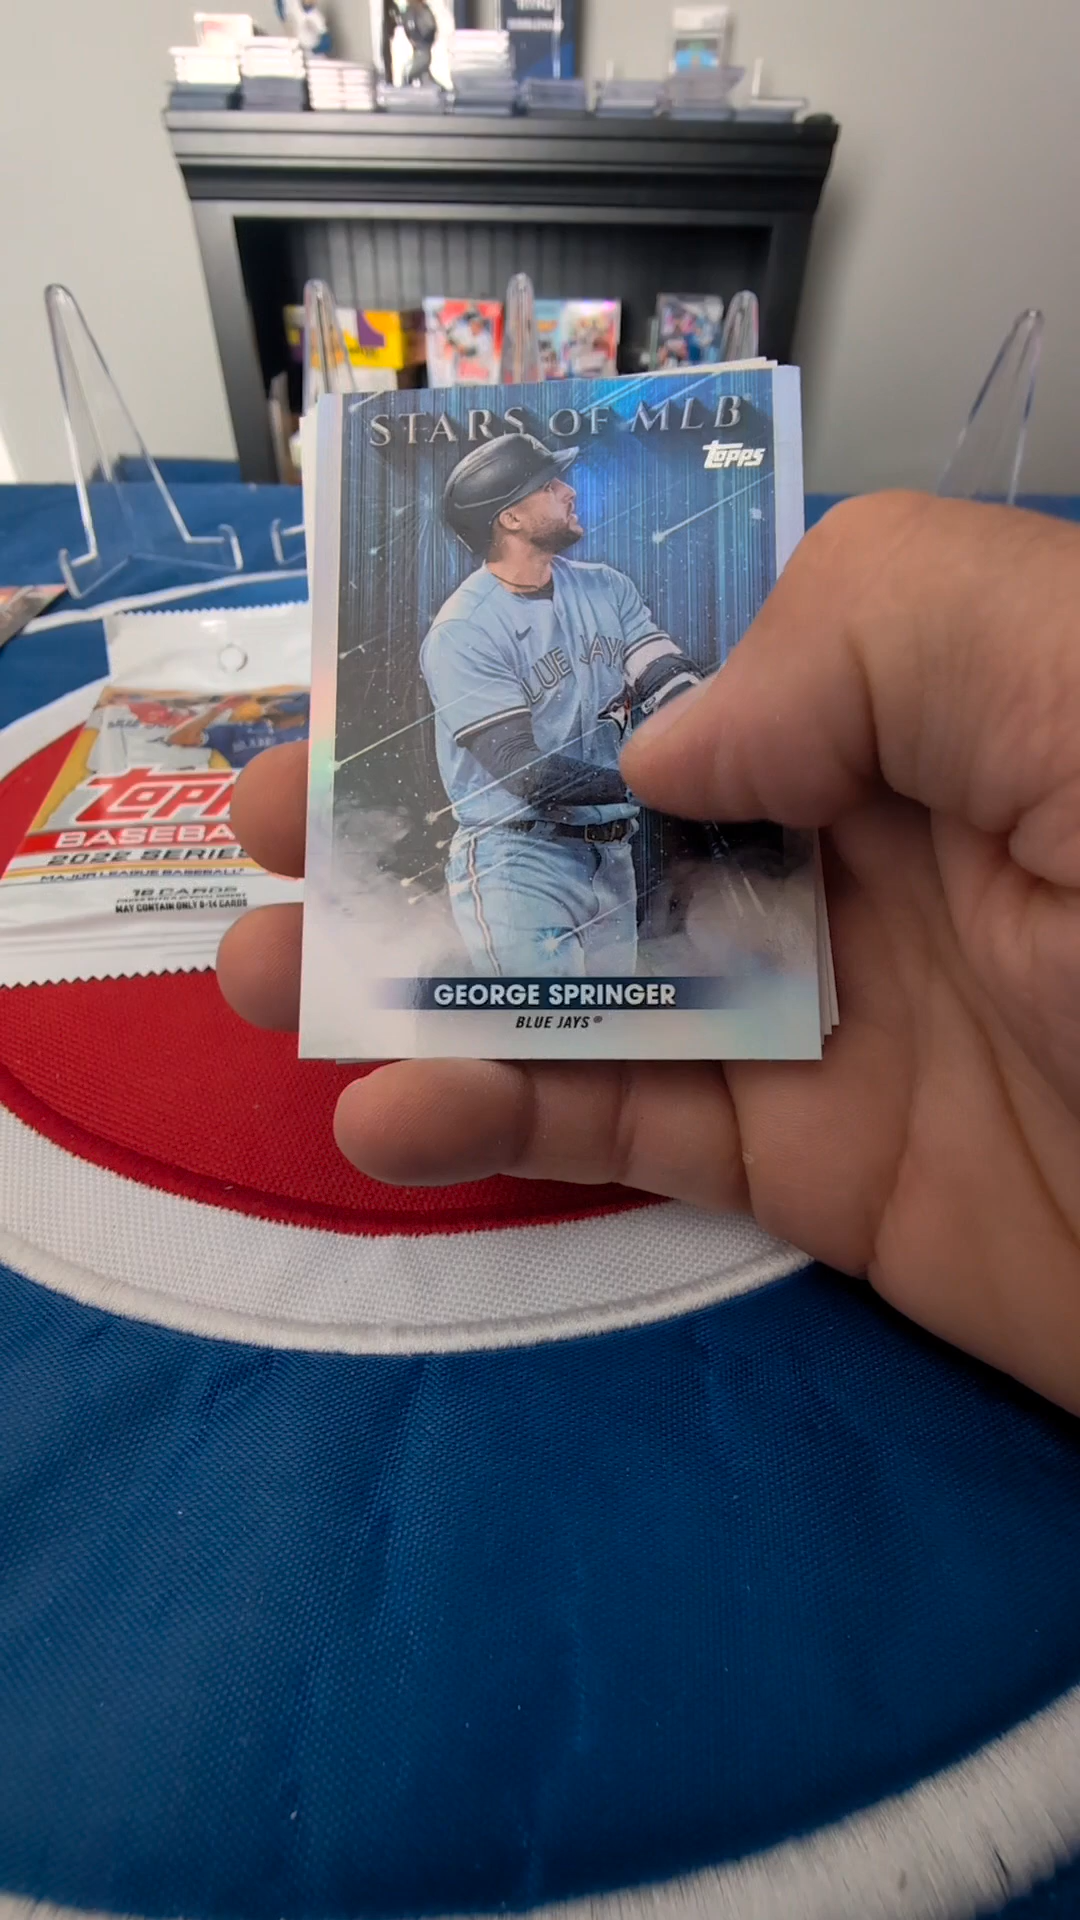 STARS OF MLB
topps
BLUE JAYS
GEORGE SPRINGER
BLUE JAYS
TOPP
BASEBA
2022 SERIE
MAJOR LEAGUE BASEBALL
16 CARDS
MAY CONTAIN ONLY 8-14 CARDS